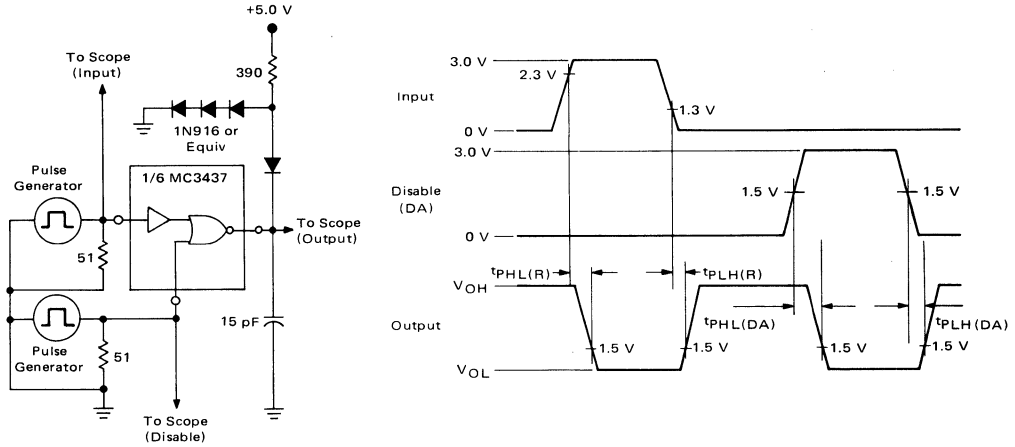 +5.0 V
To Scope
(Input)
390
1N916 or
Equiv
Pulse
Generator
1/6 MC3437
To Scope
(Output)
51
15 pF
Pulse
Generator
51
To Scope
(Disable)
3.0 V
2.3 V
Input
1.3 V
0 V
3.0 V
Disable
(DA)
1.5 V
1.5 V
0 V
tPHL(R)
tPLH(R)
VOH
tPHL(DA)
tPLH(DA)
Output
1.5 V
1.5 V
1.5 V
1.5 V
VOL